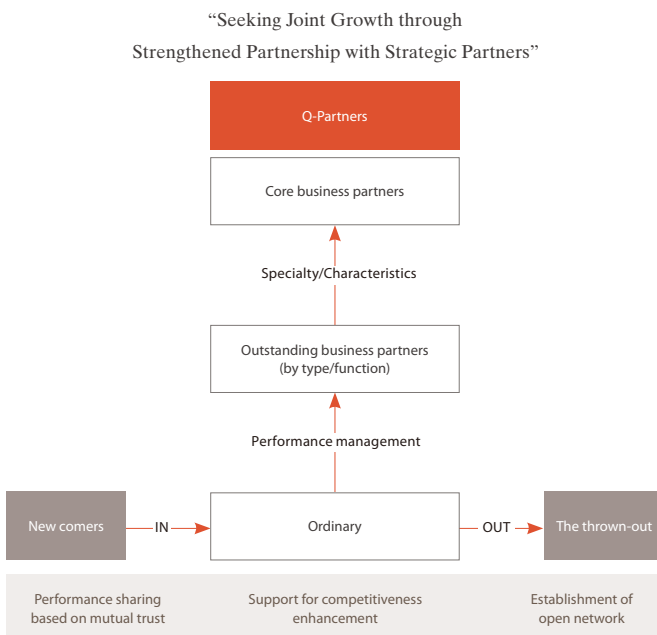 “Seeking Joint Growth through
Strengthened Partnership with Strategic Partners”
Q-Partners
Core business partners
Specialty/Characteristics
Outstanding business partners
(by type/function)
Performance management
New comers
IN
Ordinary
OUT
The thrown-out
Performance sharing
based on mutual trust
Support for competitiveness
enhancement
Establishment of
open network